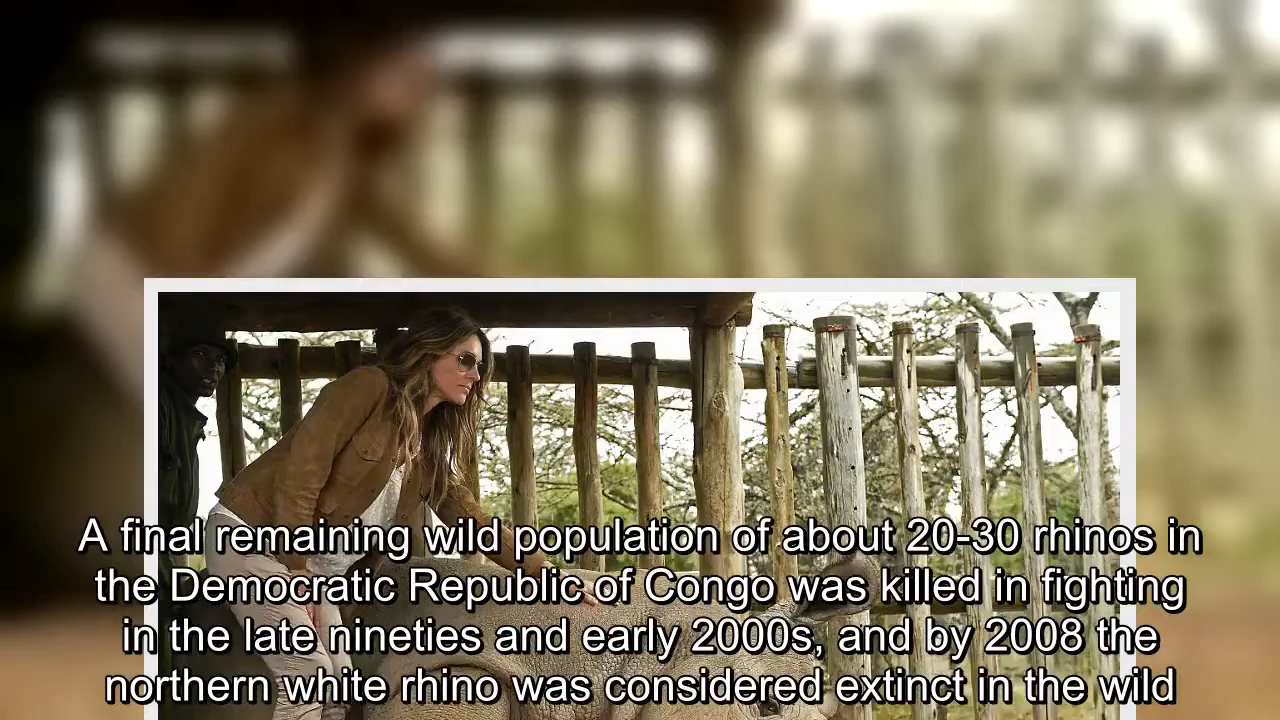 A final remaining wild population of about 20-30 rhinos in
the Democratic Republic of Congo was killed in fighting
in the late nineties and early 2000s, and by 2008 the
northern white rhino was considered extinct in the wild